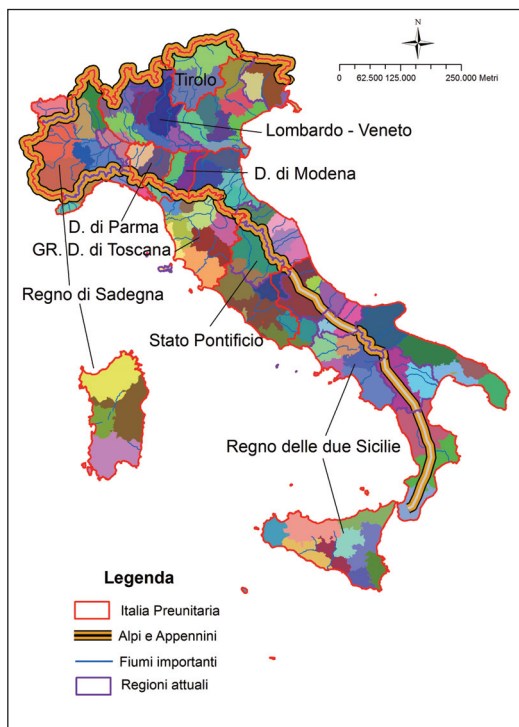 N
0 62.500 125.000 250.000 Metri
Tirolo
Lombardo - Veneto
D. di Modena
D. di Parma
GR. D. di Toscana
Regno di Sadegna
Stato Pontificio
Regno delle due Sicilie
Legenda
Italia Preunitaria
Alpi e Appennini
Fiumi importanti
Regioni attuali